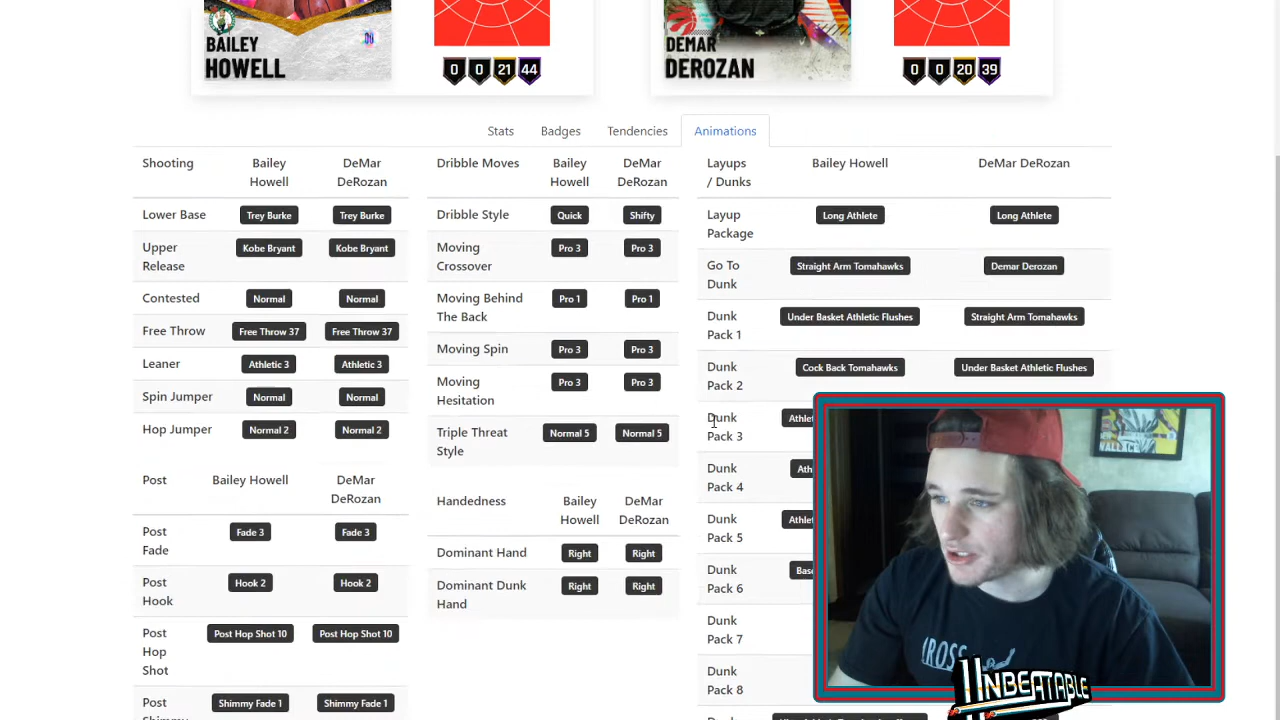 BAILEY
HOWELL
0 0 21 44
DEMAR
DEROZAN
0 0 20 39
Stats Badges Tendencies Animations
Shooting Bailey Howell DeMar DeRozan
Lower Base Trey Burke Trey Burke
Upper Release Kobe Bryant Kobe Bryant
Contested Normal Normal
Free Throw Free Throw 37 Free Throw 37
Leaner Athletic 3 Athletic 3
Spin Jumper Normal Normal
Hop Jumper Normal 2 Normal 2
Post Bailey Howell DeMar DeRozan
Post Fade Fade 3 Fade 3
Post Hook Hook 2 Hook 2
Post Hop Shot Post Hop Shot 10 Post Hop Shot 10
Post Shimmy Fade 1 Shimmy Fade 1
Dribble Moves Bailey Howell DeMar DeRozan
Dribble Style Quick Shifty
Moving Crossover Pro 3 Pro 3
Moving Behind The Back Pro 1 Pro 1
Moving Spin Pro 3 Pro 3
Moving Hesitation Pro 3 Pro 3
Triple Threat Style Normal 5 Normal 5
Handedness Bailey Howell DeMar DeRozan
Dominant Hand Right Right
Dominant Dunk Hand Right Right
Layups / Dunks Bailey Howell DeMar DeRozan
Layup Package Long Athlete Long Athlete
Go To Dunk Straight Arm Tomahawks Demar Derozan
Dunk Pack 1 Under Basket Athletic Flushes Straight Arm Tomahawks
Dunk Pack 2 Cock Back Tomahawks Under Basket Athletic Flushes
Dunk Pack 3
Dunk Pack 4
Dunk Pack 5
Dunk Pack 6
Dunk Pack 7
Dunk Pack 8
UNBEATABLE